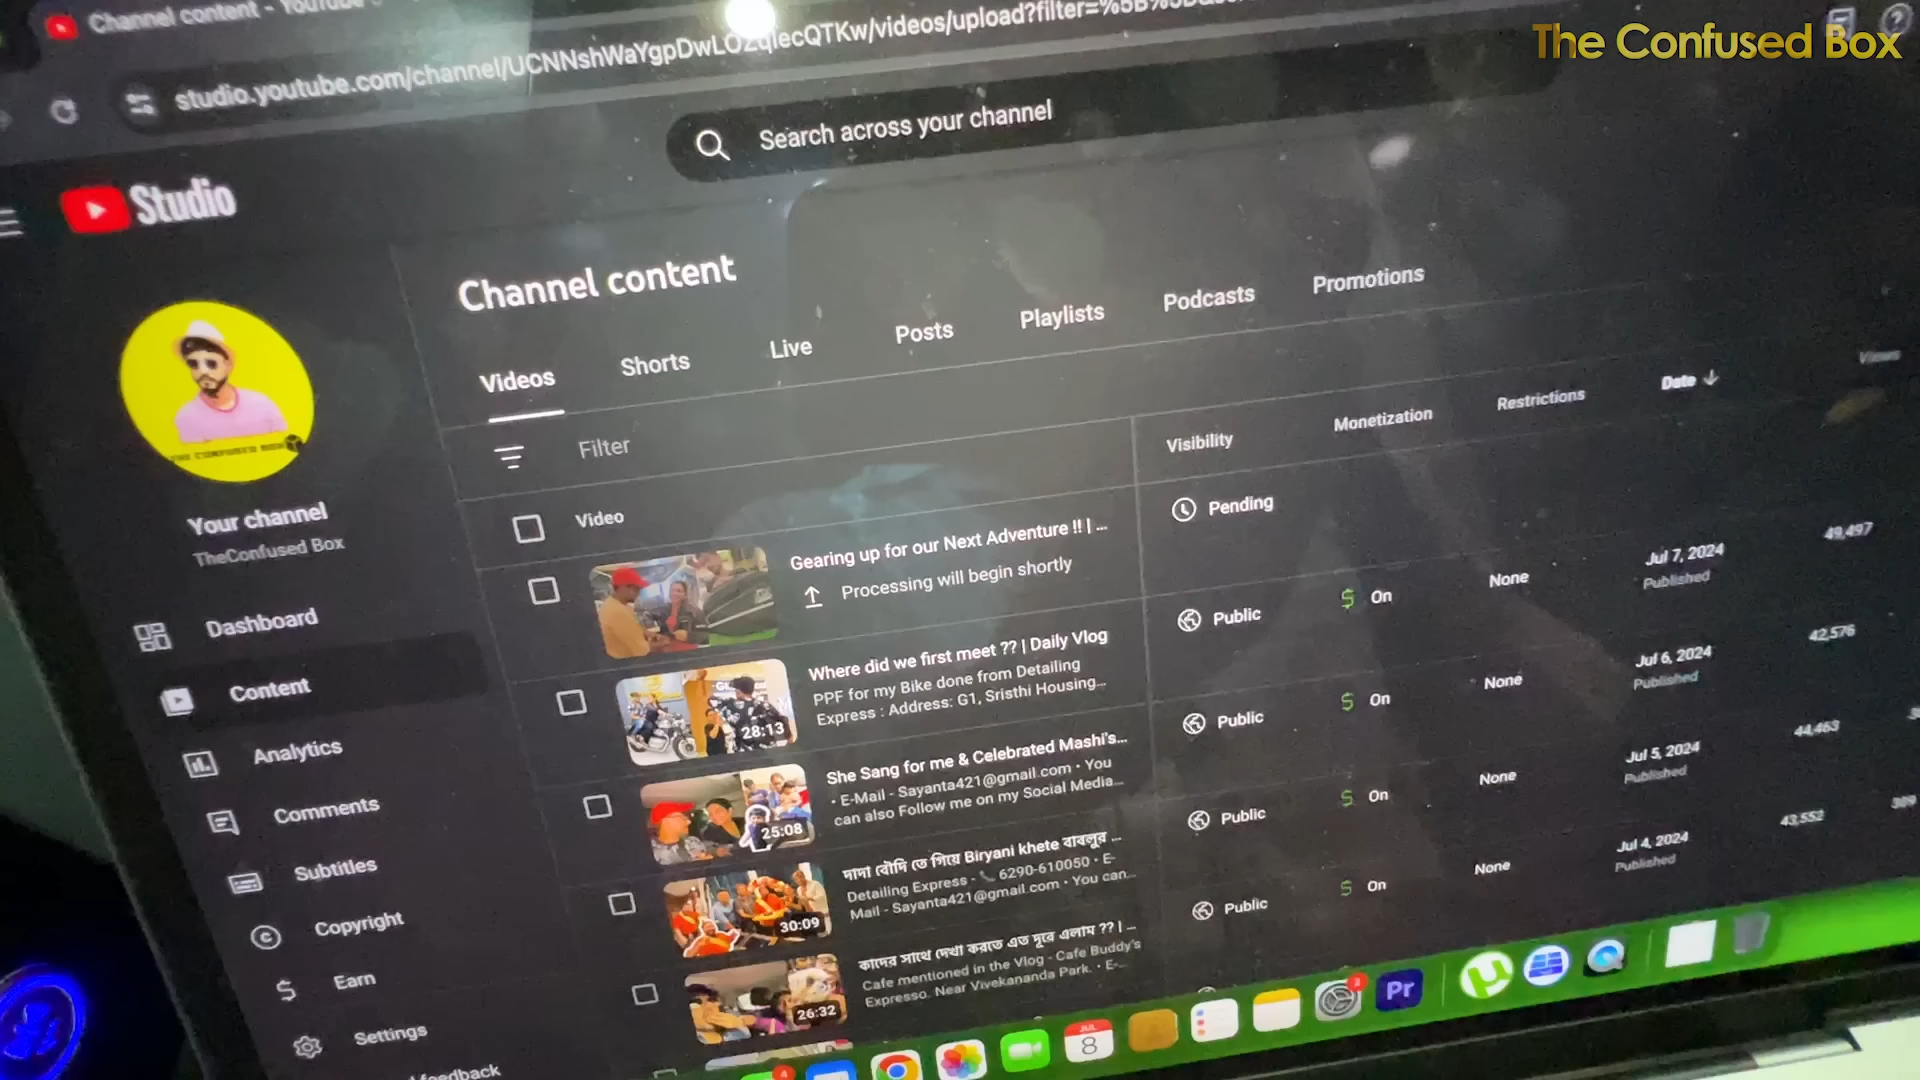 Channel content - YouTube
The Confused Box
studio.youtube.com/channel/UCNNshWaYgpDwLOZqlecQTKw/videos/upload?filter=%5B%5D
Search across your channel
Studio
Channel content
Videos
Shorts
Live
Posts
Playlists
Podcasts
Promotions
Filter
Video
Visibility
Monetization
Restrictions
Date
Views
Your channel
TheConfused Box
Dashboard
Content
Analytics
Comments
Subtitles
Copyright
Earn
Settings
feedback
Gearing up for our Next Adventure !! | ...
Processing will begin shortly
Pending
28:13
Where did we first meet ?? | Daily Vlog
PPF for my Bike done from Detailing
Express : Address: G1, Sristhi Housing...
Public
On
None
Jul 7, 2024
Published
49,497
25:08
She Sang for me & Celebrated Mashi's...
• E-Mail - Sayanta421@gmail.com • You
can also Follow me on my Social Media...
Public
On
None
Jul 6, 2024
Published
42,576
30:09
দাদা বৌদি তে গিয়ে Biryani khete বাবলুর ...
Detailing Express - 📞 6290-610050 • E-
Mail - Sayanta421@gmail.com • You can...
Public
On
None
Jul 5, 2024
Published
44,463
26:32
কাদের সাথে দেখা করতে এত দূরে এলাম ?? | ...
Cafe mentioned in the Vlog - Cafe Buddy's
Expresso. Near Vivekananda Park. • E-...
Public
On
None
Jul 4, 2024
Published
43,552
JUL
8
Pr